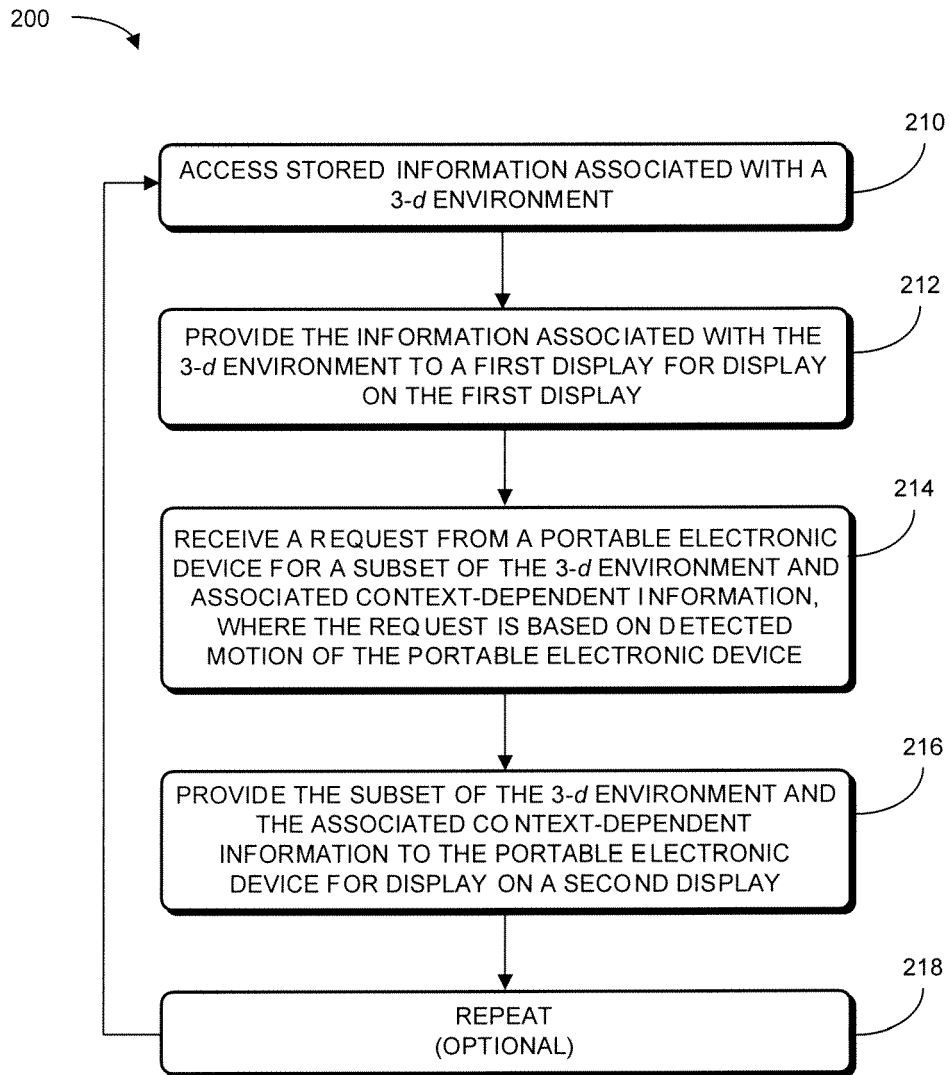 200
210
ACCESS STORED INFORMATION ASSOCIATED WITH A
3-d ENVIRONMENT
212
PROVIDE THE INFORMATION ASSOCIATED WITH THE
3-d ENVIRONMENT TO A FIRST DISPLAY FOR DISPLAY
ON THE FIRST DISPLAY
214
RECEIVE A REQUEST FROM A PORTABLE ELECTRONIC
DEVICE FOR A SUBSET OF THE 3-d ENVIRONMENT AND
ASSOCIATED CONTEXT-DEPENDENT INFORMATION,
WHERE THE REQUEST IS BASED ON DETECTED
MOTION OF THE PORTABLE ELECTRONIC DEVICE
216
PROVIDE THE SUBSET OF THE 3-d ENVIRONMENT AND
THE ASSOCIATED CONTEXT-DEPENDENT
INFORMATION TO THE PORTABLE ELECTRONIC
DEVICE FOR DISPLAY ON A SECOND DISPLAY
218
REPEAT
(OPTIONAL)